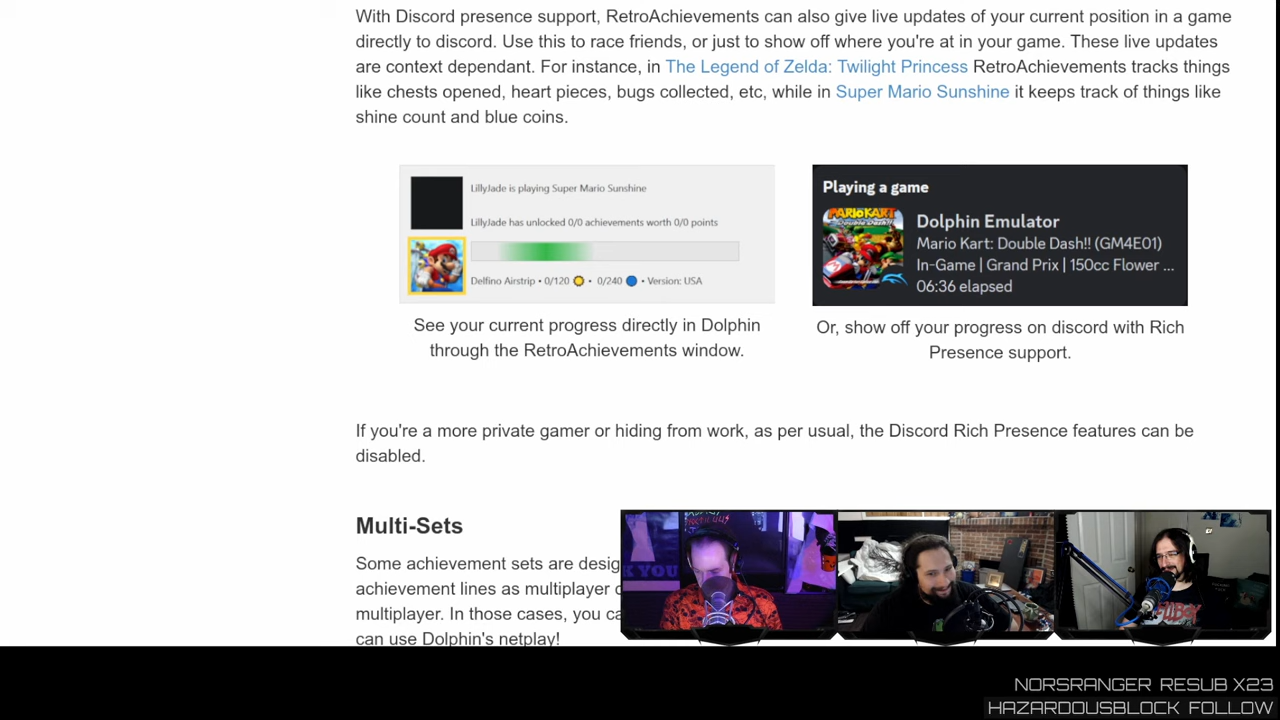 With Discord presence support, RetroAchievements can also give live updates of your current position in a game
directly to discord. Use this to race friends, or just to show off where you're at in your game. These live updates
are context dependant. For instance, in The Legend of Zelda: Twilight Princess RetroAchievements tracks things
like chests opened, heart pieces, bugs collected, etc, while in Super Mario Sunshine it keeps track of things like
shine count and blue coins.
LillyJade is playing Super Mario Sunshine
LillyJade has unlocked 0/0 achievements worth 0/0 points
Delfino Airstrip • 0/120 • 0/240 • Version: USA
See your current progress directly in Dolphin
through the RetroAchievements window.
Playing a game
MARIO KART
Double Dash!!
Dolphin Emulator
Mario Kart: Double Dash!! (GM4E01)
In-Game | Grand Prix | 150cc Flower ...
06:36 elapsed
Or, show off your progress on discord with Rich
Presence support.
If you're a more private gamer or hiding from work, as per usual, the Discord Rich Presence features can be
disabled.
Multi-Sets
Some achievement sets are desig
achievement lines as multiplayer
multiplayer. In those cases, you ca
can use Dolphin's netplay!
NORSRANGER RESUB X23
HAZARDOUSBLOCK FOLLOW